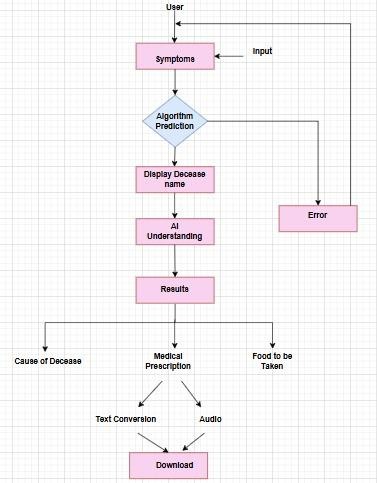 User
Input
Symptoms
Algorithm
Prediction
Display Decease
name
Error
AI
Understanding
Results
Cause of Decease
Medical
Prescription
Food to be
Taken
Text Conversion
Audio
Download